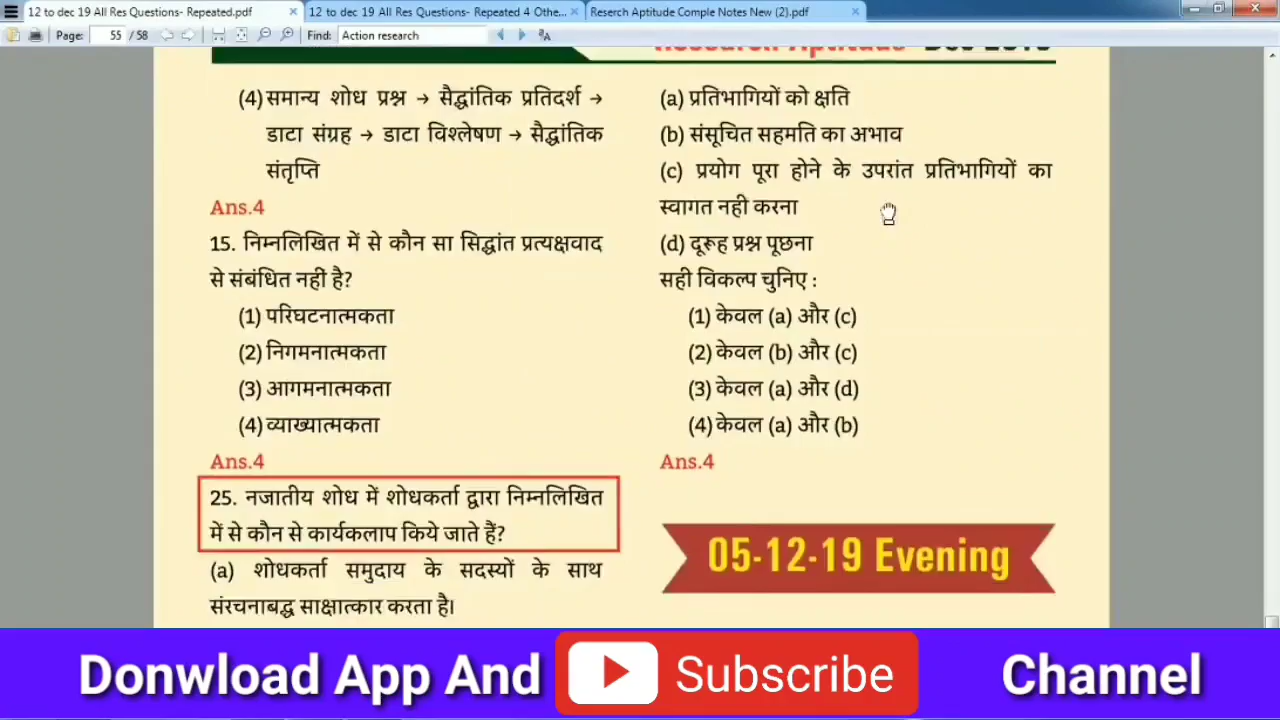 12 to dec 19 All Res Questions- Repeated.pdf
12 to dec 19 All Res Questions- Repeated 4 Othe...
Reserch Aptitude Comple Notes New (2).pdf
Page: 55 / 58
Find: Action research
(4) समान्य शोध प्रश्न → सैद्धांतिक प्रतिदर्श →
डाटा संग्रह → डाटा विश्लेषण → सैद्धांतिक
संतृप्ति
Ans.4
15. निम्नलिखित में से कौन सा सिद्धांत प्रत्यक्षवाद
से संबंधित नहीं है?
(1) परिघटनात्मकता
(2) निगमनात्मकता
(3) आगमनात्मकता
(4) व्याख्यात्मकता
Ans.4
25. नजातीय शोध में शोधकर्ता द्वारा निम्नलिखित
में से कौन से कार्यकलाप किये जाते हैं?
(a) शोधकर्ता समुदाय के सदस्यों के साथ
संरचनाबद्ध साक्षात्कार करता है।
(a) प्रतिभागियों को क्षति
(b) संसूचित सहमति का अभाव
(c) प्रयोग पूरा होने के उपरांत प्रतिभागियों का
स्वागत नही करना
(d) दूरूह प्रश्न पूछना
सही विकल्प चुनिए :
(1) केवल (a) और (c)
(2) केवल (b) और (c)
(3) केवल (a) और (d)
(4) केवल (a) और (b)
Ans.4
05-12-19 Evening
Donwload App And Subscribe Channel